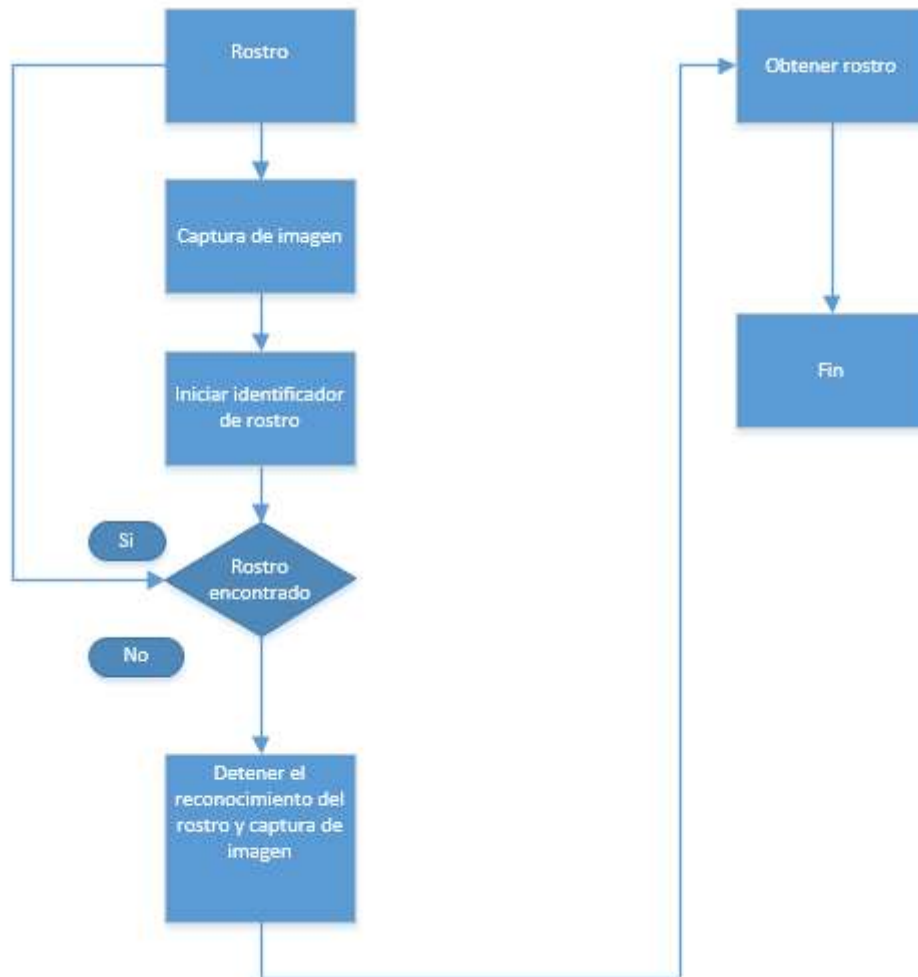 Rostro
Captura de imagen
Iniciar identificador
de rostro
Si
Rostro
encontrado
No
Detener el
reconocimiento del
rostro y captura de
imagen
Obtener rostro
Fin